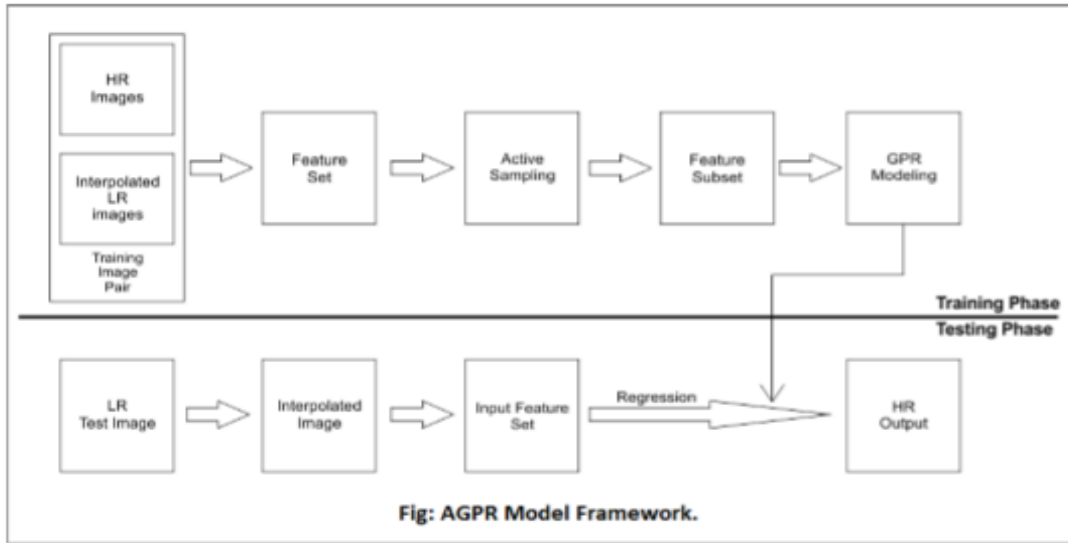 HR
Images
Interpolated
LR
images
Training
Image
Pair
Feature
Set
Active
Sampling
Feature
Subset
GPR
Modeling
Training Phase
Testing Phase
LR
Test Image
Interpolated
Image
Input Feature
Set
Regression
HR
Output
Fig: AGPR Model Framework.